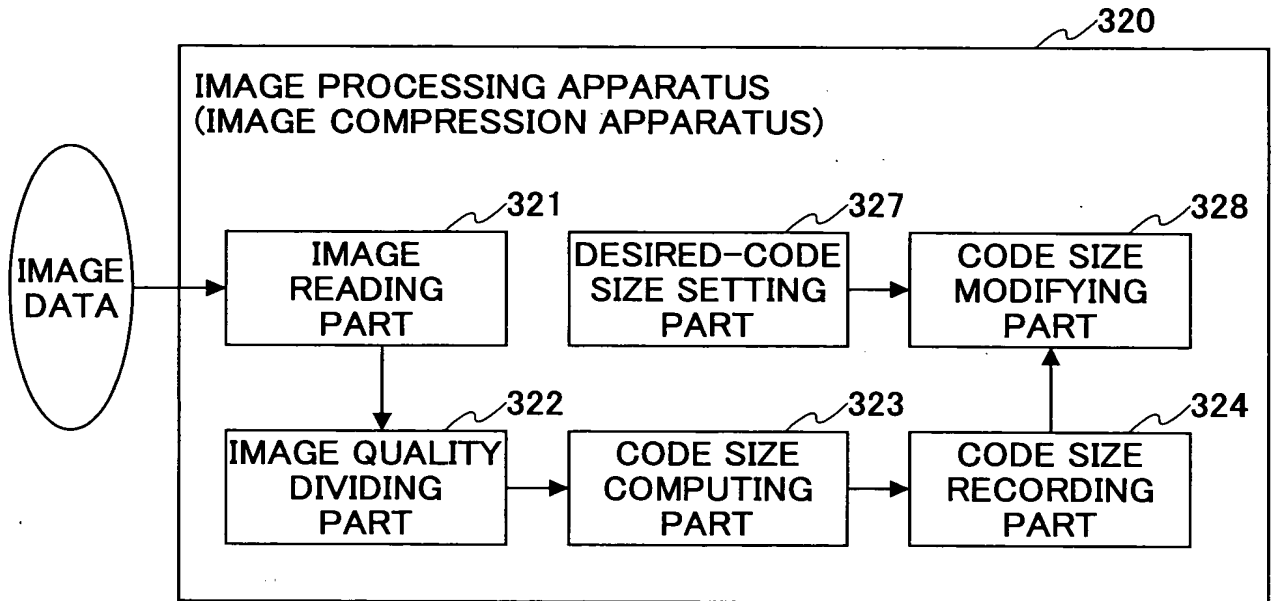 320
IMAGE PROCESSING APPARATUS
(IMAGE COMPRESSION APPARATUS)
IMAGE
DATA
321
IMAGE
READING
PART
327
DESIRED-CODE
SIZE SETTING
PART
328
CODE SIZE
MODIFYING
PART
322
IMAGE QUALITY
DIVIDING
PART
323
CODE SIZE
COMPUTING
PART
324
CODE SIZE
RECORDING
PART